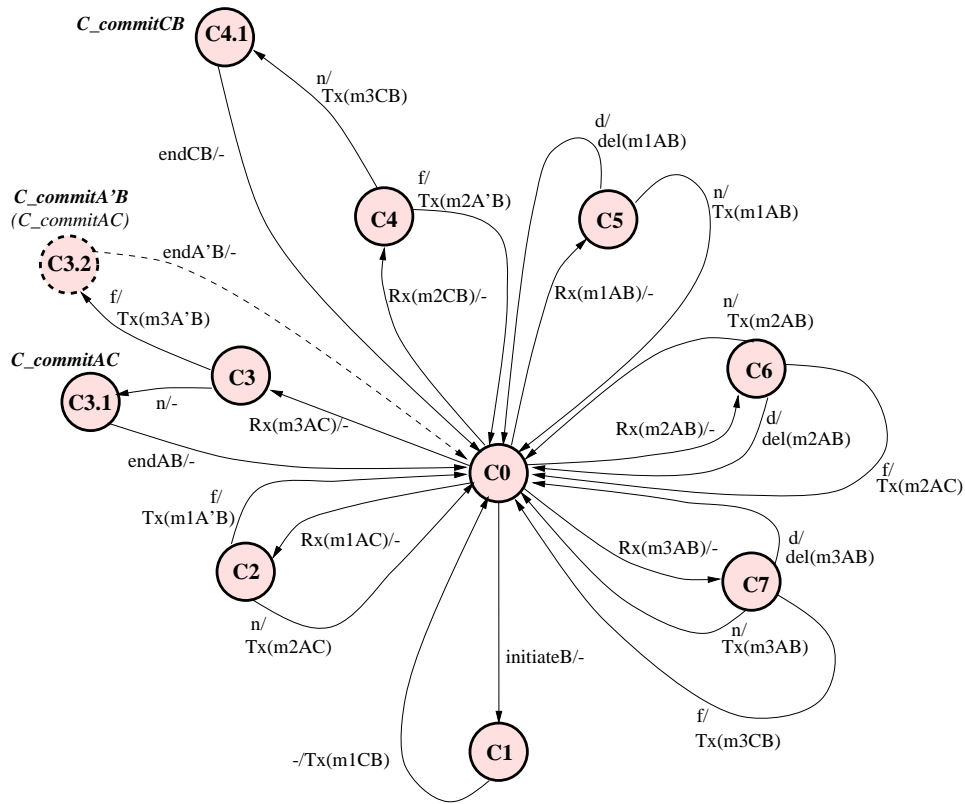 C_commitCB
C4.1
n/
Tx(m3CB)
endCB/-
d/
del(m1AB)
f/
Tx(m2A'B)
C4
C5
n/
Tx(m1AB)
C_commitA'B
(C_commitAC)
C3.2
endA'B/-
Rx(m2CB)/-
Rx(m1AB)/-
f/
Tx(m3A'B)
n/
Tx(m2AB)
C_commitAC
C3
C3.1
n/-
C6
Rx(m3AC)/-
Rx(m2AB)/-
d/
del(m2AB)
endAB/-
C0
f/
Tx(m2AC)
f/
Tx(m1A'B)
Rx(m1AC)/-
Rx(m3AB)/-
d/
del(m3AB)
C2
C7
n/
Tx(m2AC)
n/
Tx(m3AB)
initiateB/-
f/
Tx(m3CB)
-/Tx(m1CB)
C1